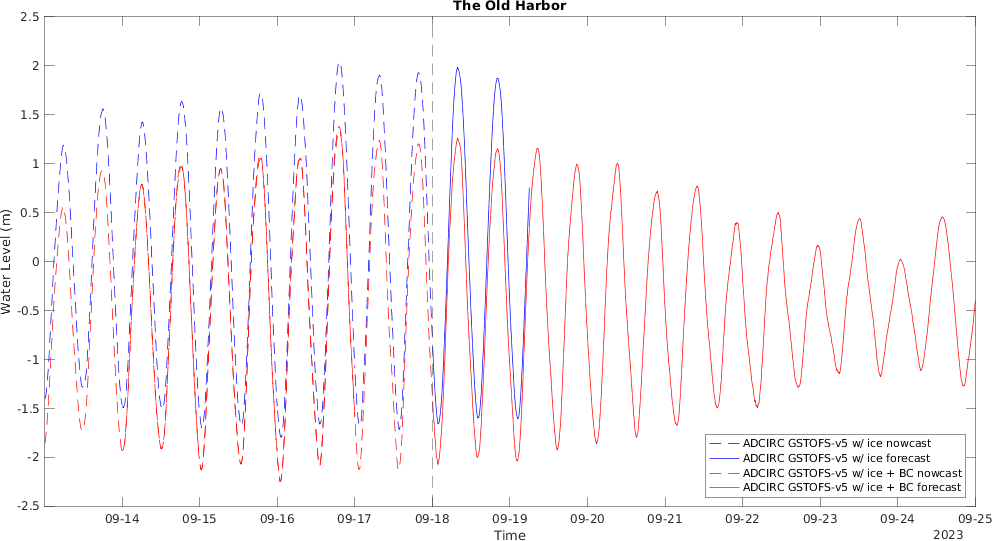 The Old Harbor
2.5
2
1.5
1
0.5
0
-0.5
-1
-1.5
-2
-2.5
Water Level (m)
ADCIRC GSTOFS-v5 w/ ice nowcast
ADCIRC GSTOFS-v5 w/ ice forecast
ADCIRC GSTOFS-v5 w/ ice + BC nowcast
ADCIRC GSTOFS-v5 w/ ice + BC forecast
09-14 09-15 09-16 09-17 09-18 09-19 09-20 09-21 09-22 09-23 09-24 09-25
Time
2023